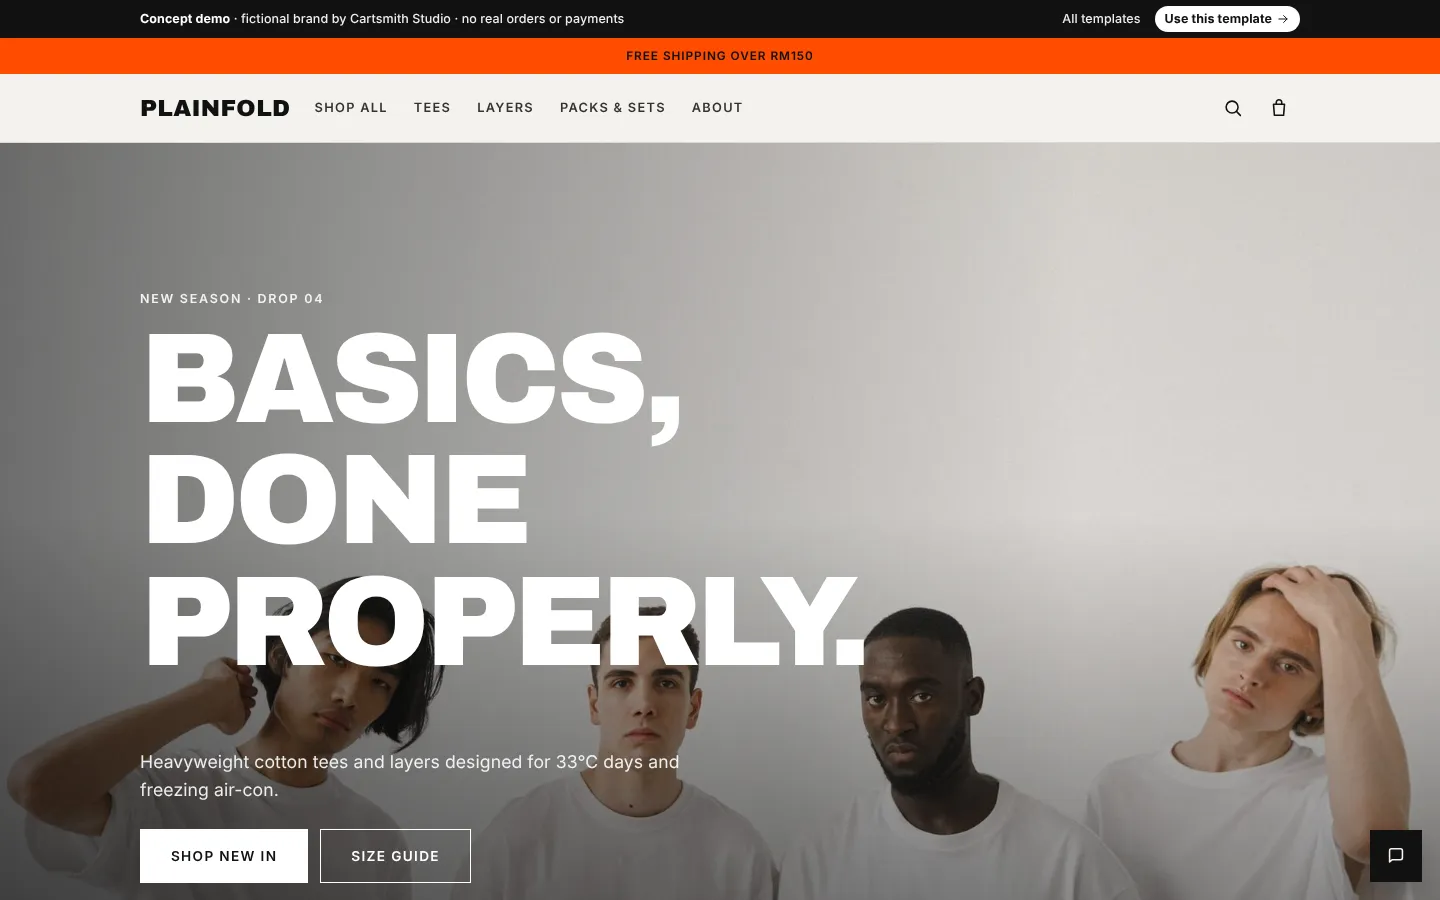 Concept demo · fictional brand by Cartsmith Studio · no real orders or payments
All templates
Use this template →
FREE SHIPPING OVER RM150
PLAINFOLD
SHOP ALL
TEES
LAYERS
PACKS & SETS
ABOUT
NEW SEASON · DROP 04
BASICS,
DONE
PROPERLY.
Heavyweight cotton tees and layers designed for 33°C days and
freezing air-con.
SHOP NEW IN
SIZE GUIDE